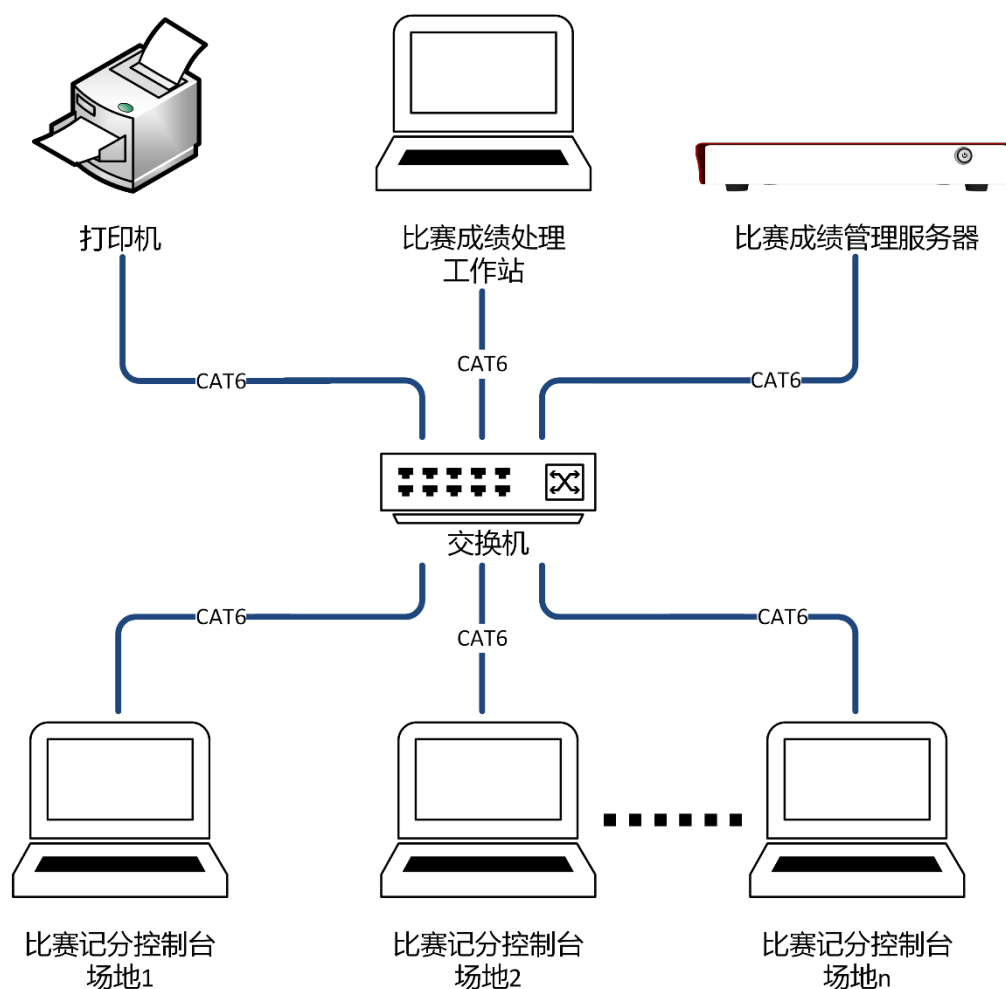 打印机
比赛成绩处理
工作站
比赛成绩管理服务器
CAT6
CAT6
CAT6
交换机
CAT6
CAT6
CAT6
比赛记分控制台
场地1
比赛记分控制台
场地2
比赛记分控制台
场地n